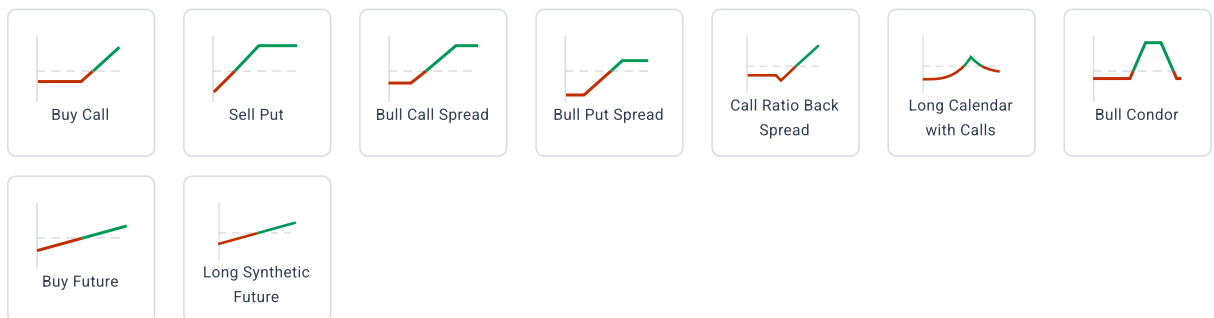 Buy Call
Sell Put
Bull Call Spread
Bull Put Spread
Call Ratio Back
Spread
Long Calendar
with Calls
Bull Condor
Buy Future
Long Synthetic
Future